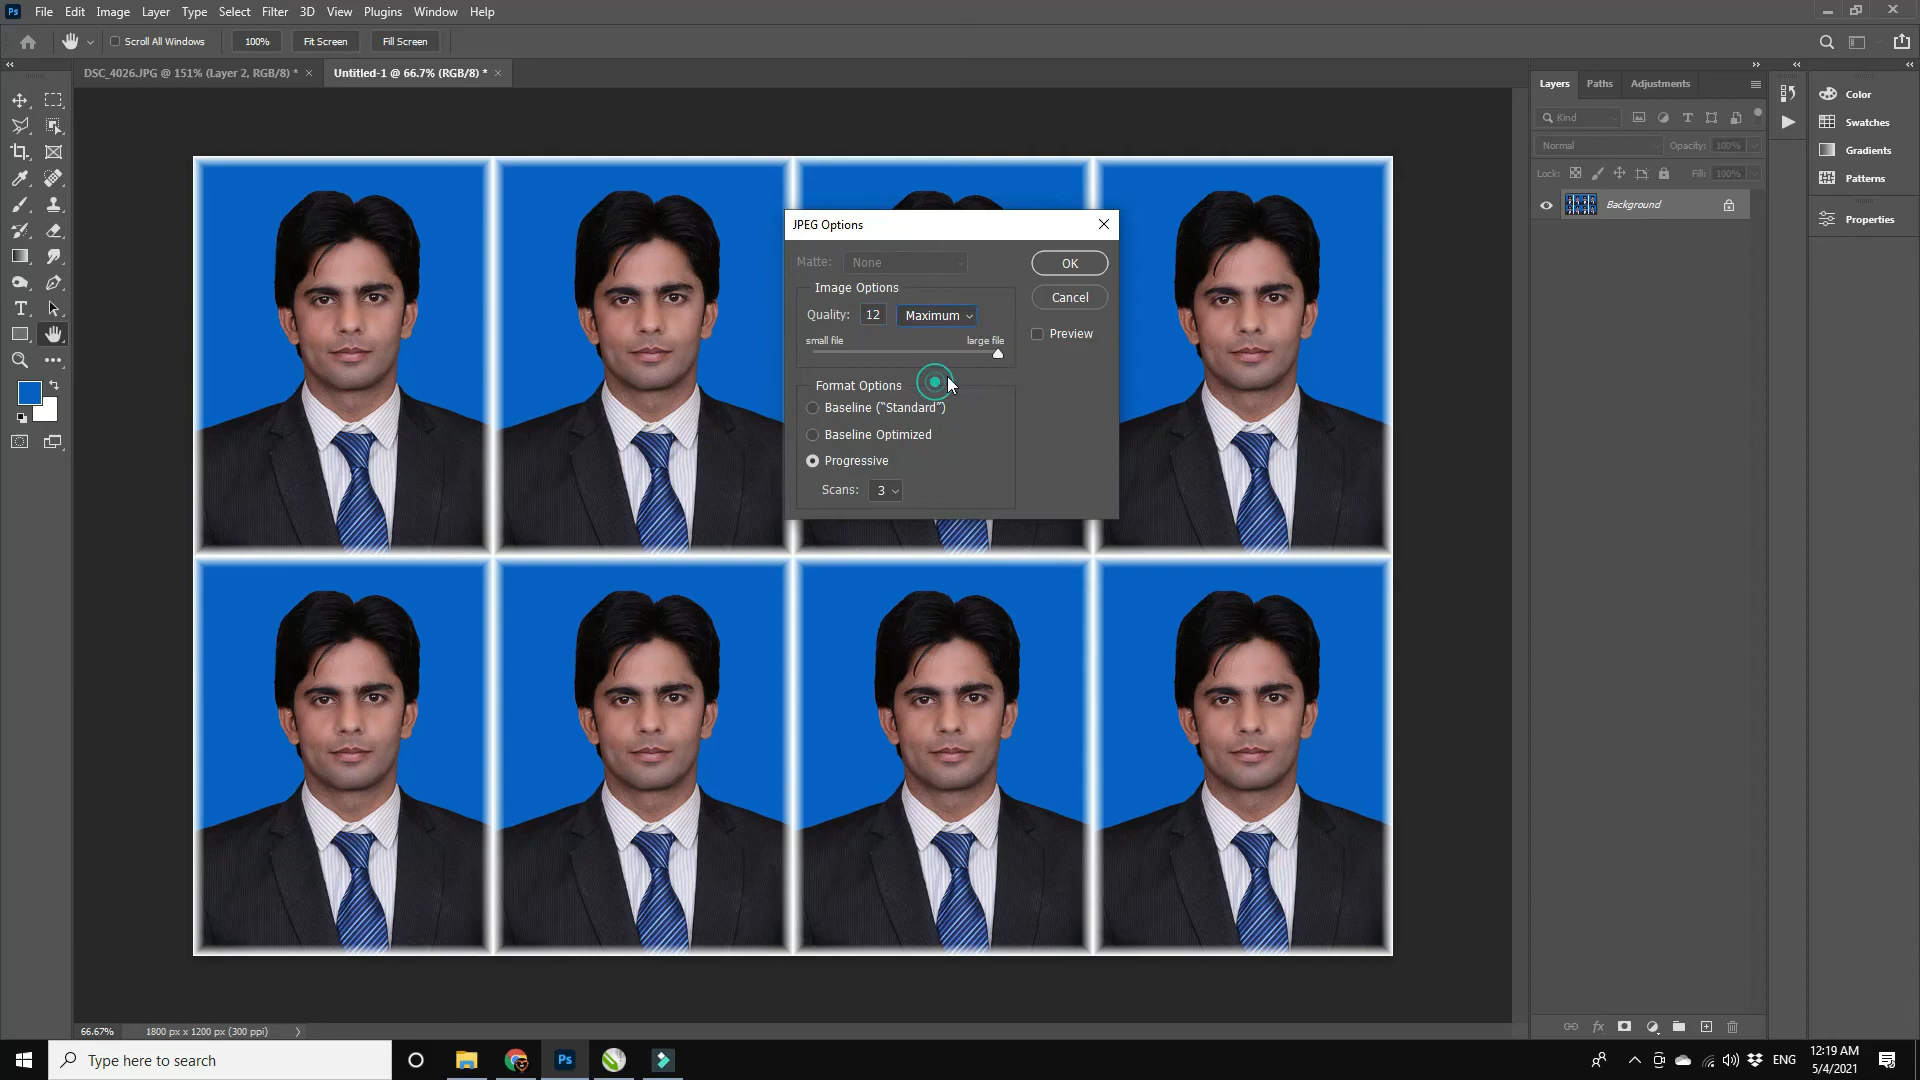 Ps File Edit Image Layer Type Select Filter 3D View Plugins Window Help
Scroll All Windows 100% Fit Screen Fill Screen
DSC_4026.JPG @ 151% (Layer 2, RGB/8) * × Untitled-1 @ 66.7% (RGB/8) * ×
Layers Paths Adjustments
Kind
Normal Opacity: 100%
Lock: Fill: 100%
Background
Color
Swatches
Gradients
Patterns
Properties
JPEG Options
Matte: None
OK
Image Options
Cancel
Quality: 12 Maximum
Preview
small file large file
Format Options
Baseline ("Standard")
Baseline Optimized
Progressive
Scans: 3
66.67% 1800 px x 1200 px (300 ppi)
Type here to search
Ps
ENG
12:19 AM
5/4/2021